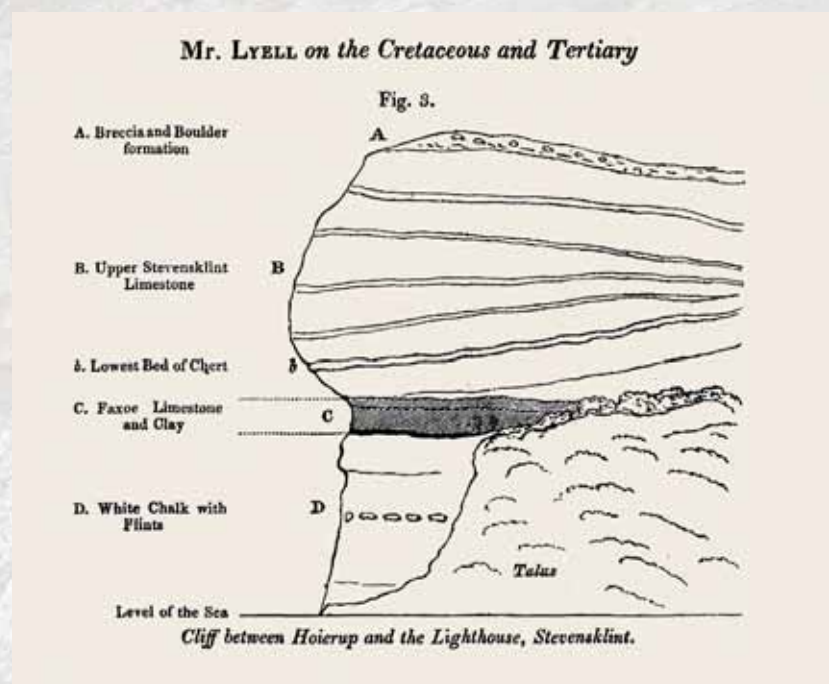 Mr. LYELL on the Cretaceous and Tertiary
Fig. 3.
A. Breccia and Boulder
formation
A
B. Upper Stevensklint
Limestone
B
b. Lowest Bed of Chert
b
C. Faxoe Limestone
and Clay
C
D. White Chalk with
Flints
D
Talus
Level of the Sea
Cliff between Hoierup and the Lighthouse, Stevensklint.